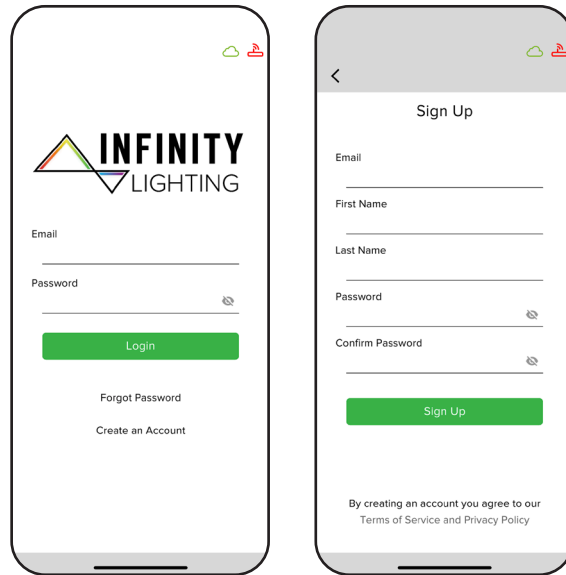 INFINITY
LIGHTING
Email
Password
Login
Forgot Password
Create an Account
Sign Up
Email
First Name
Last Name
Password
Confirm Password
Sign Up
By creating an account you agree to our
Terms of Service and Privacy Policy